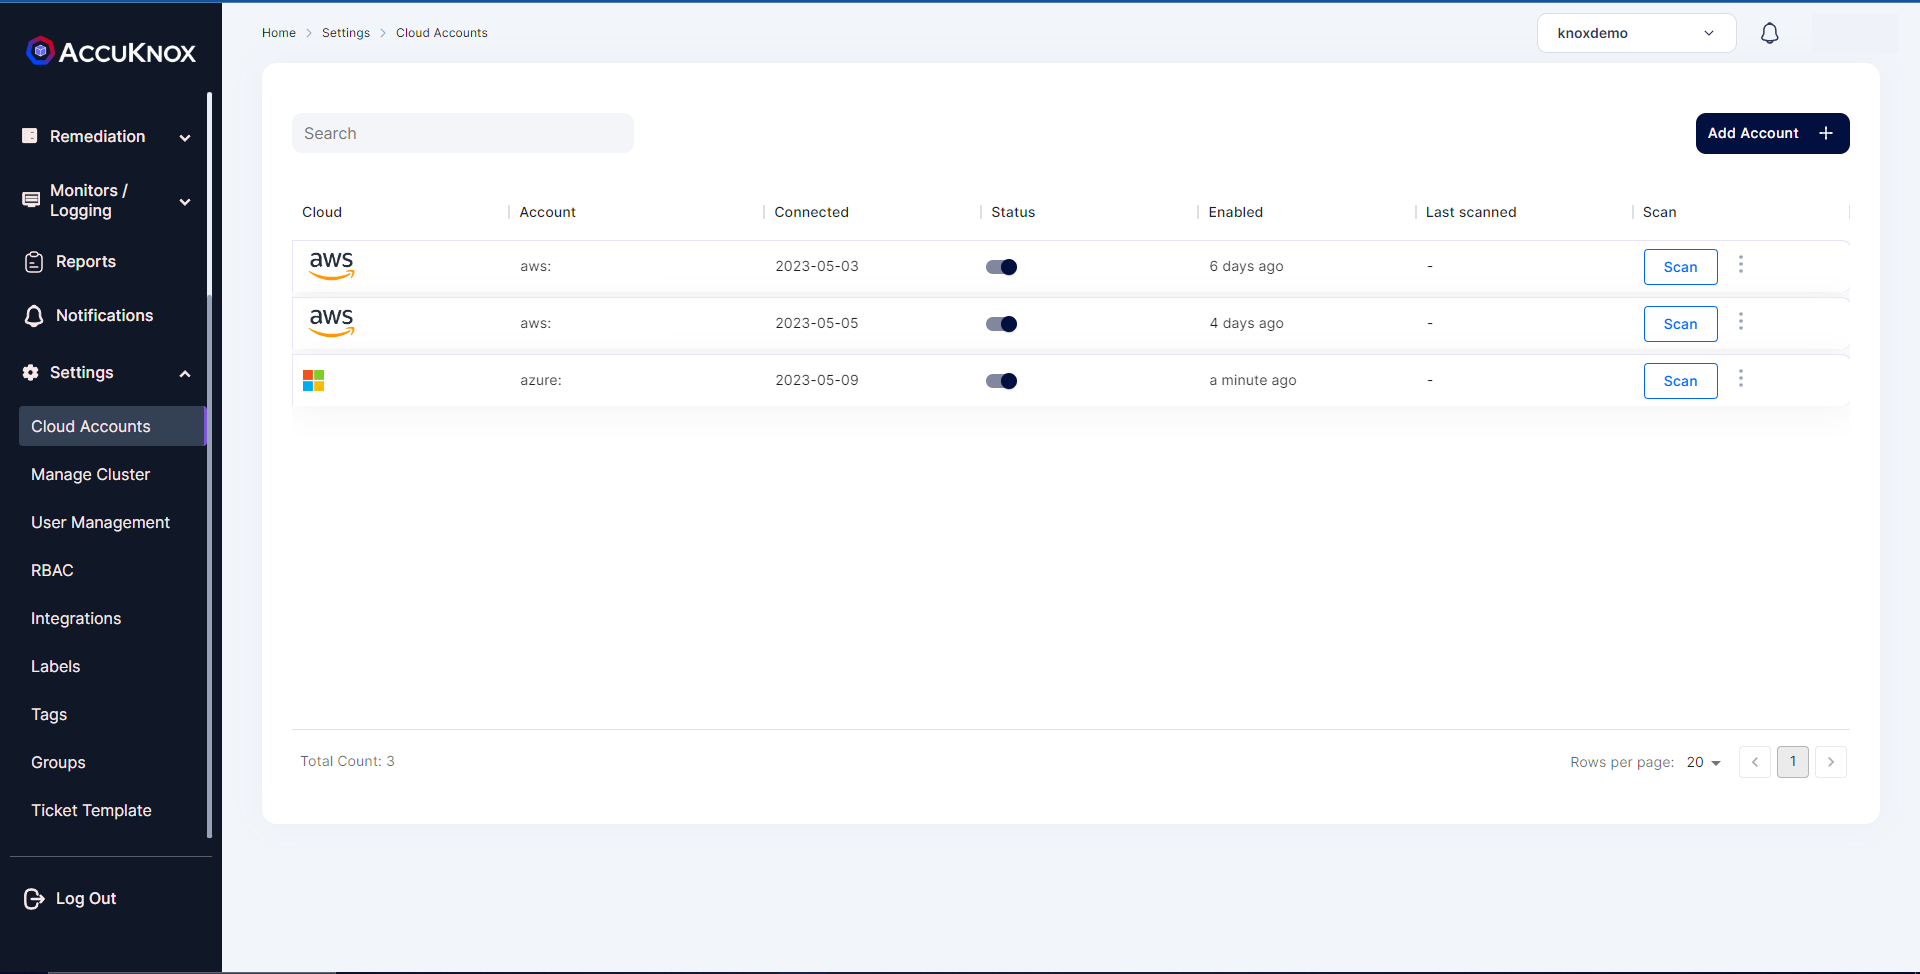 ACCUKNOX
Remediation
Monitors /
Logging
Reports
Notifications
Settings
Cloud Accounts
Manage Cluster
User Management
RBAC
Integrations
Labels
Tags
Groups
Ticket Template
Log Out
Home > Settings > Cloud Accounts
knoxdemo
Search
Add Account +
Cloud Account Connected Status Enabled Last scanned Scan
aws aws: 2023-05-03 6 days ago - Scan
aws aws: 2023-05-05 4 days ago - Scan
azure: 2023-05-09 a minute ago - Scan
Total Count: 3
Rows per page: 20 < 1 >